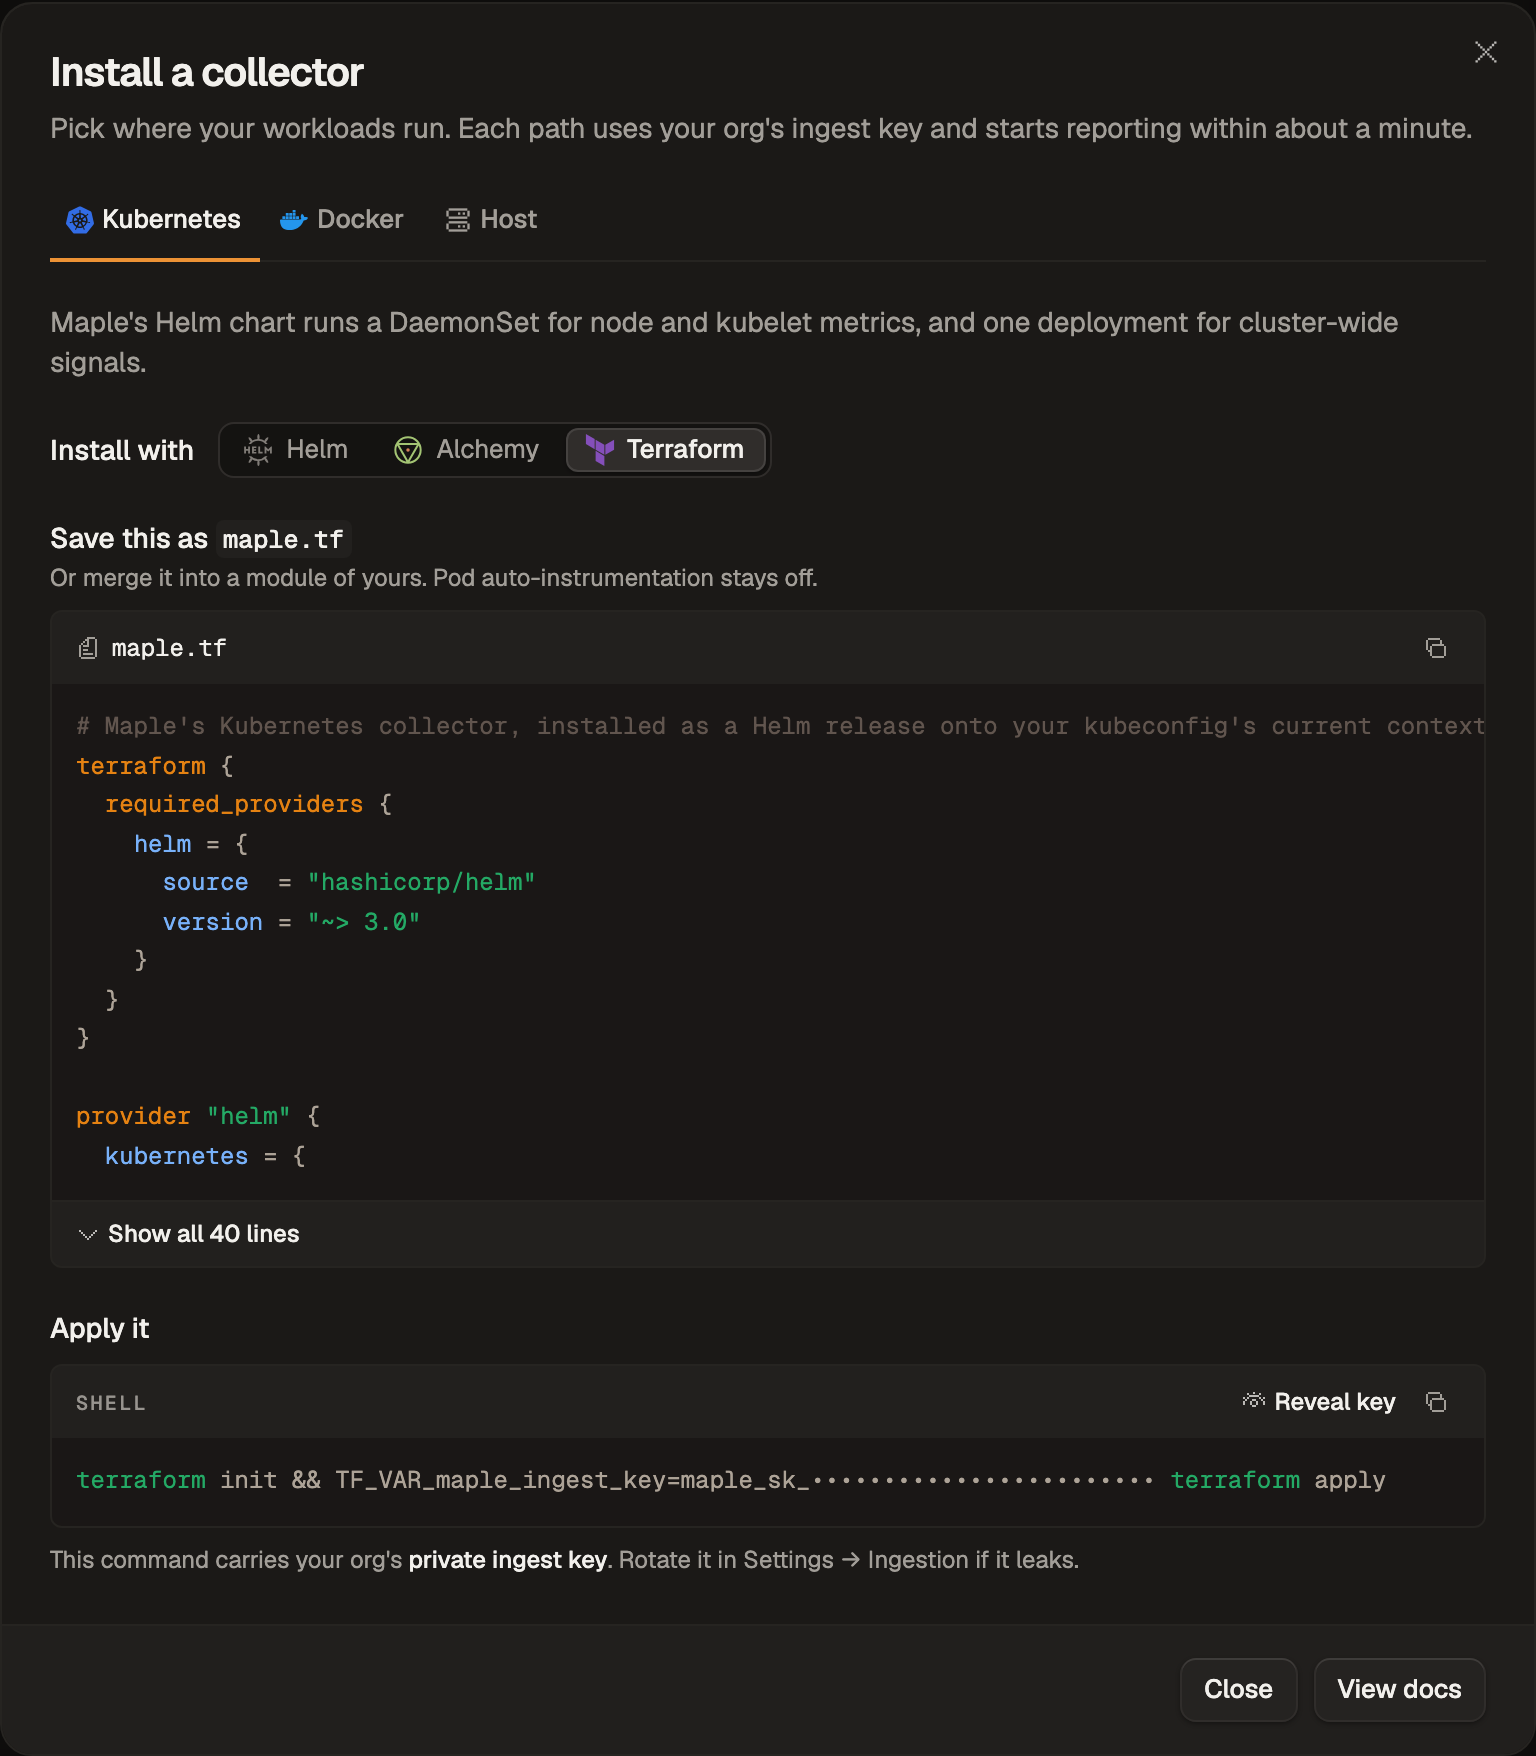 Install a collector
Pick where your workloads run. Each path uses your org's ingest key and starts reporting within about a minute.
Kubernetes Docker Host
Maple's Helm chart runs a DaemonSet for node and kubelet metrics, and one deployment for cluster-wide
signals.
Install with HELM Helm Alchemy Terraform
Save this as maple.tf
Or merge it into a module of yours. Pod auto-instrumentation stays off.
maple.tf
# Maple's Kubernetes collector, installed as a Helm release onto your kubeconfig's current context
terraform {
  required_providers {
    helm = {
      source  = "hashicorp/helm"
      version = "~> 3.0"
    }
  }
}
provider "helm" {
  kubernetes = {
Show all 40 lines
Apply it
SHELL Reveal key
terraform init && TF_VAR_maple_ingest_key=maple_sk_•••••••••••••••••••••••• terraform apply
This command carries your org's private ingest key. Rotate it in Settings → Ingestion if it leaks.
Close View docs